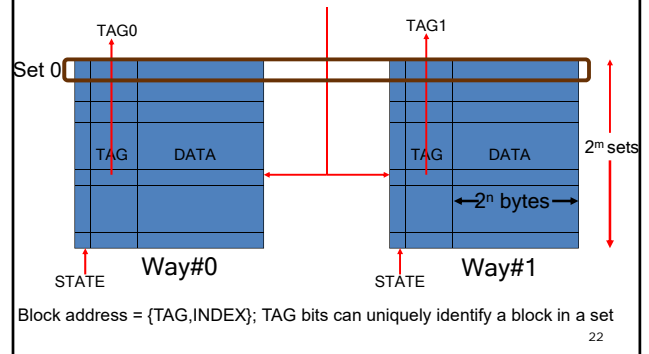 TAG0
TAG1
Set 0
TAG DATA
TAG DATA
2ᵐ sets
2ⁿ bytes
Way#0
Way#1
STATE
STATE
Block address = {TAG,INDEX}; TAG bits can uniquely identify a block in a set
22